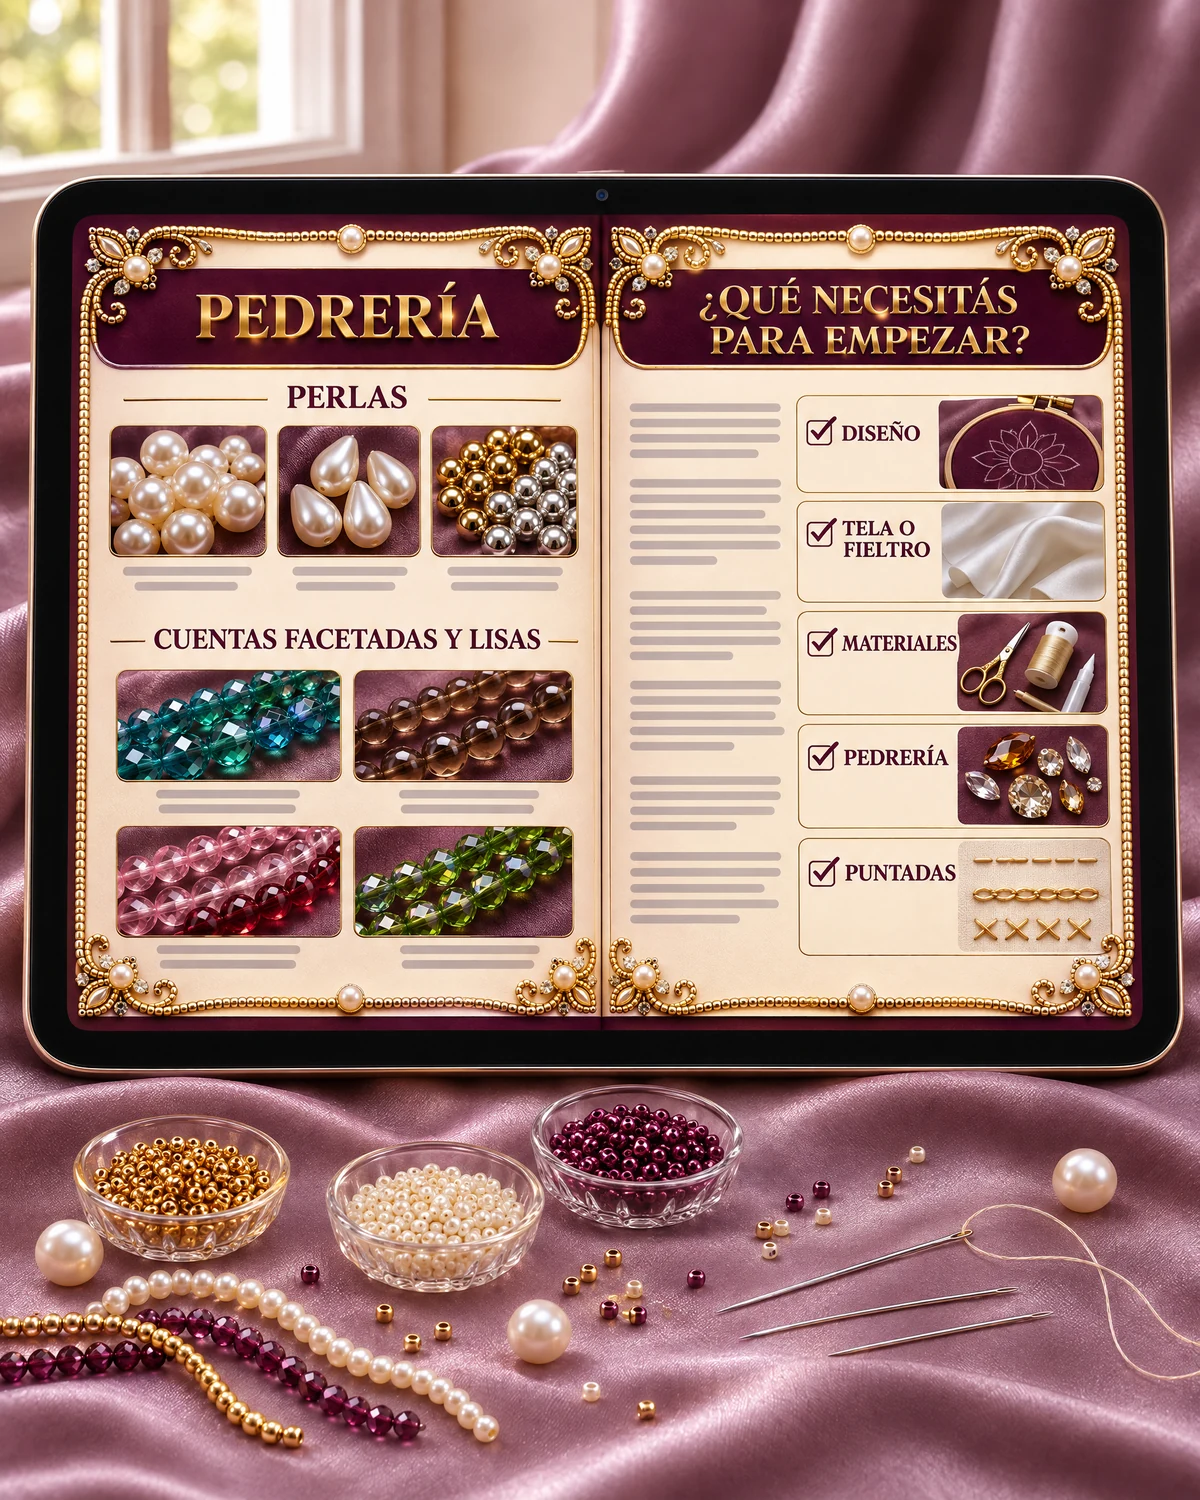 PEDRERÍA
PERLAS
CUENTAS FACETADAS Y LISAS
¿QUÉ NECESITÁS
PARA EMPEZAR?
DISEÑO
TELA O
FIELTRO
MATERIALES
PEDRERÍA
PUNTADAS